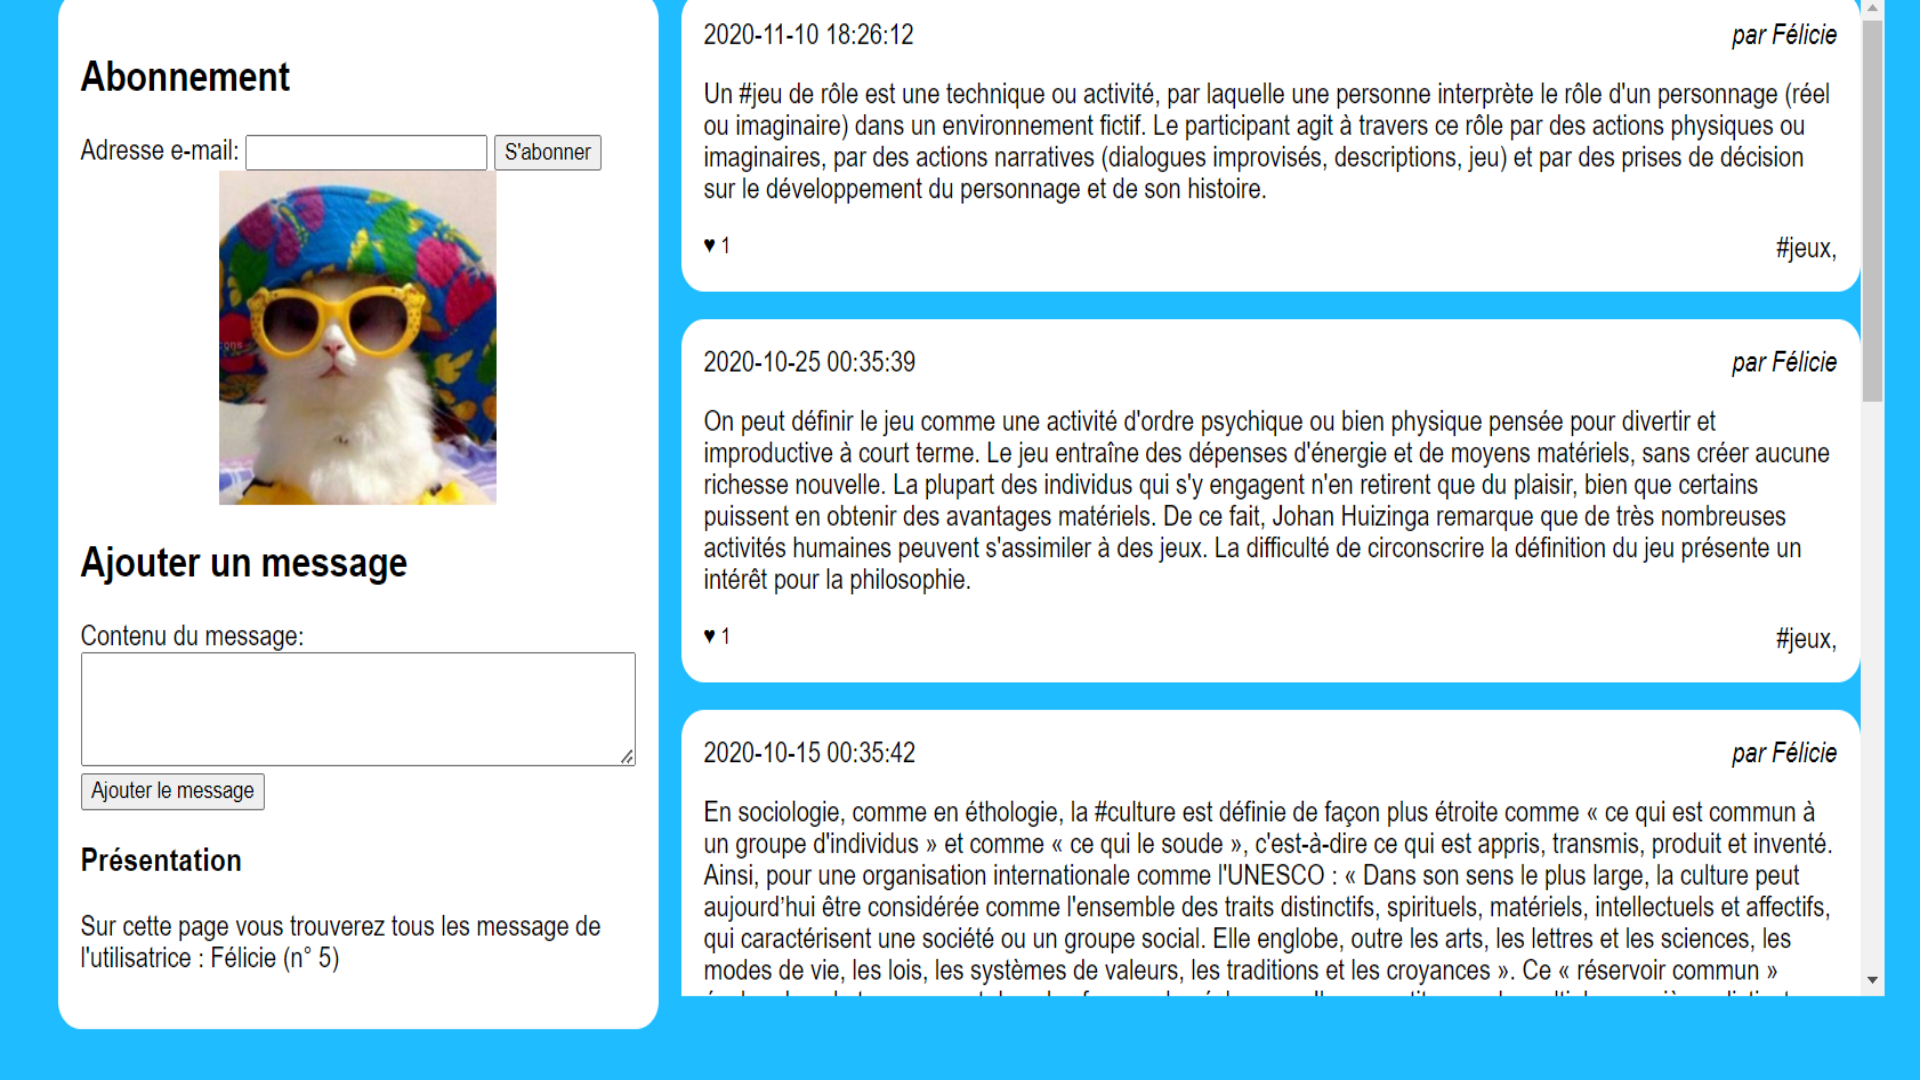 Abonnement
Adresse e-mail:
S'abonner
Ajouter un message
Contenu du message:
Ajouter le message
Présentation
Sur cette page vous trouverez tous les message de
l'utilisatrice : Félicie (n° 5)
2020-11-10 18:26:12
par Félicie
Un #jeu de rôle est une technique ou activité, par laquelle une personne interprète le rôle d'un personnage (réel
ou imaginaire) dans un environnement fictif. Le participant agit à travers ce rôle par des actions physiques ou
imaginaires, par des actions narratives (dialogues improvisés, descriptions, jeu) et par des prises de décision
sur le développement du personnage et de son histoire.
♥ 1
#jeux,
2020-10-25 00:35:39
par Félicie
On peut définir le jeu comme une activité d'ordre psychique ou bien physique pensée pour divertir et
improductive à court terme. Le jeu entraîne des dépenses d'énergie et de moyens matériels, sans créer aucune
richesse nouvelle. La plupart des individus qui s'y engagent n'en retirent que du plaisir, bien que certains
puissent en obtenir des avantages matériels. De ce fait, Johan Huizinga remarque que de très nombreuses
activités humaines peuvent s'assimiler à des jeux. La difficulté de circonscrire la définition du jeu présente un
intérêt pour la philosophie.
♥ 1
#jeux,
2020-10-15 00:35:42
par Félicie
En sociologie, comme en éthologie, la #culture est définie de façon plus étroite comme « ce qui est commun à
un groupe d'individus » et comme « ce qui le soude », c'est-à-dire ce qui est appris, transmis, produit et inventé.
Ainsi, pour une organisation internationale comme l'UNESCO : « Dans son sens le plus large, la culture peut
aujourd’hui être considérée comme l'ensemble des traits distinctifs, spirituels, matériels, intellectuels et affectifs,
qui caractérisent une société ou un groupe social. Elle englobe, outre les arts, les lettres et les sciences, les
modes de vie, les lois, les systèmes de valeurs, les traditions et les croyances ». Ce « réservoir commun »